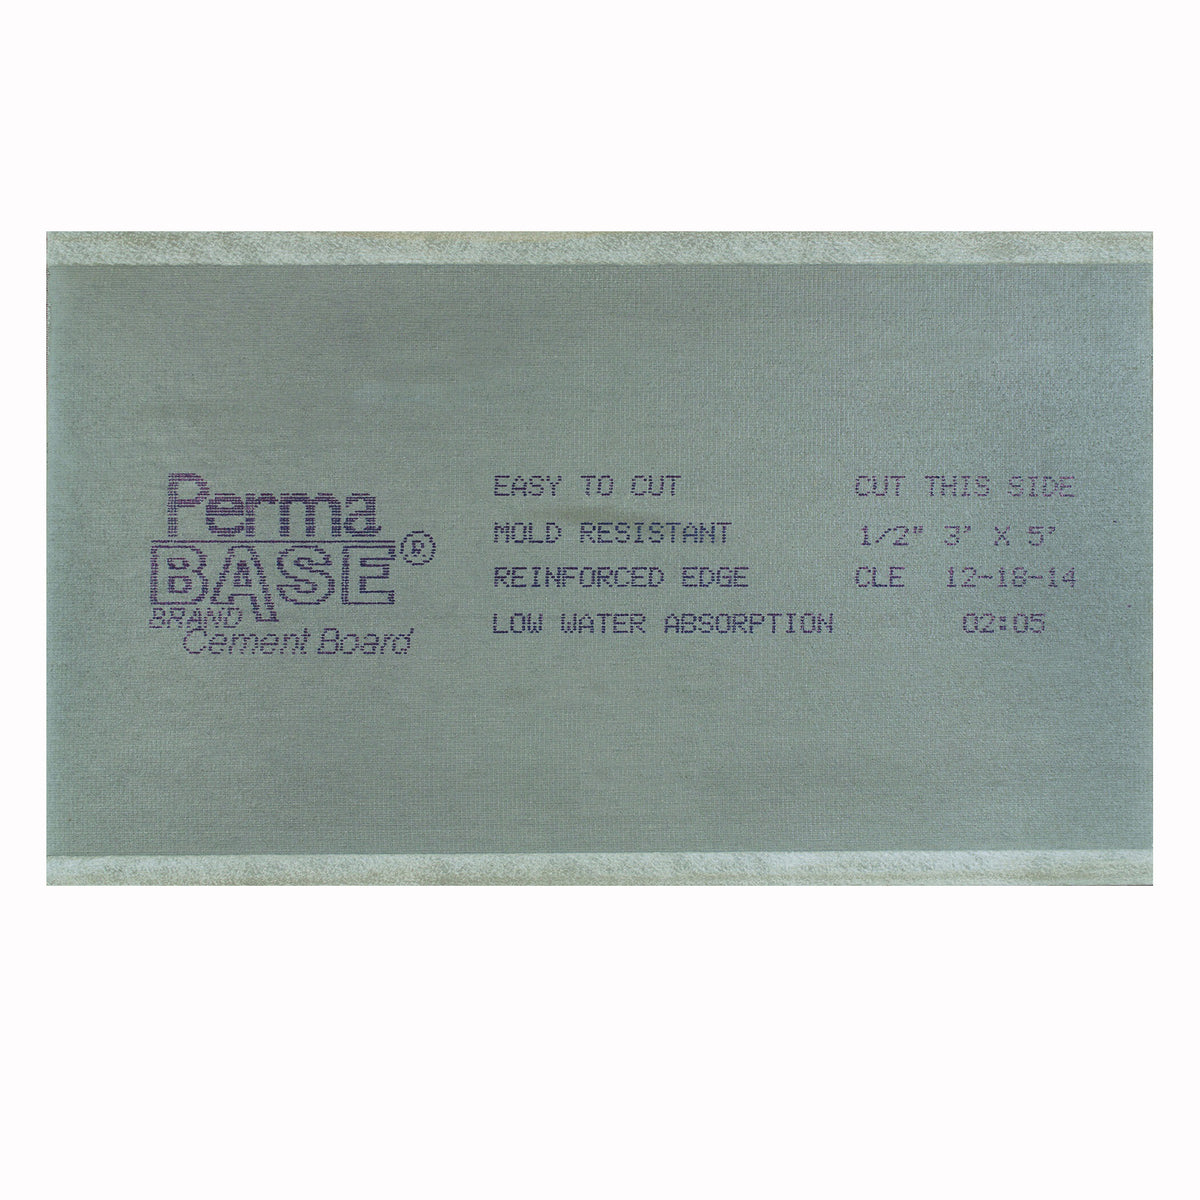 Perma
BASE®
BRAND
Cement Board
EASY TO CUT
MOLD RESISTANT
REINFORCED EDGE
LOW WATER ABSORPTION
CUT THIS SIDE
1/2" 3' X 5'
CLE 12-18-14
02:05